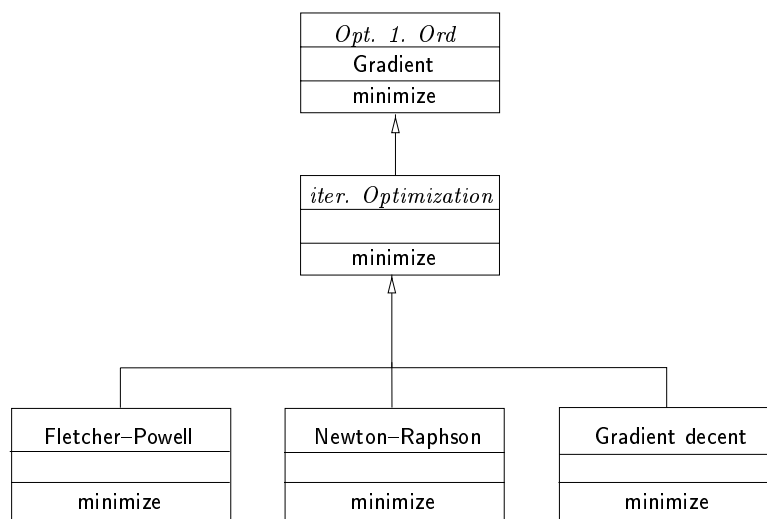 Opt. 1. Ord
Gradient
minimize
iter. Optimization
minimize
Fletcher–Powell
minimize
Newton–Raphson
minimize
Gradient decent
minimize